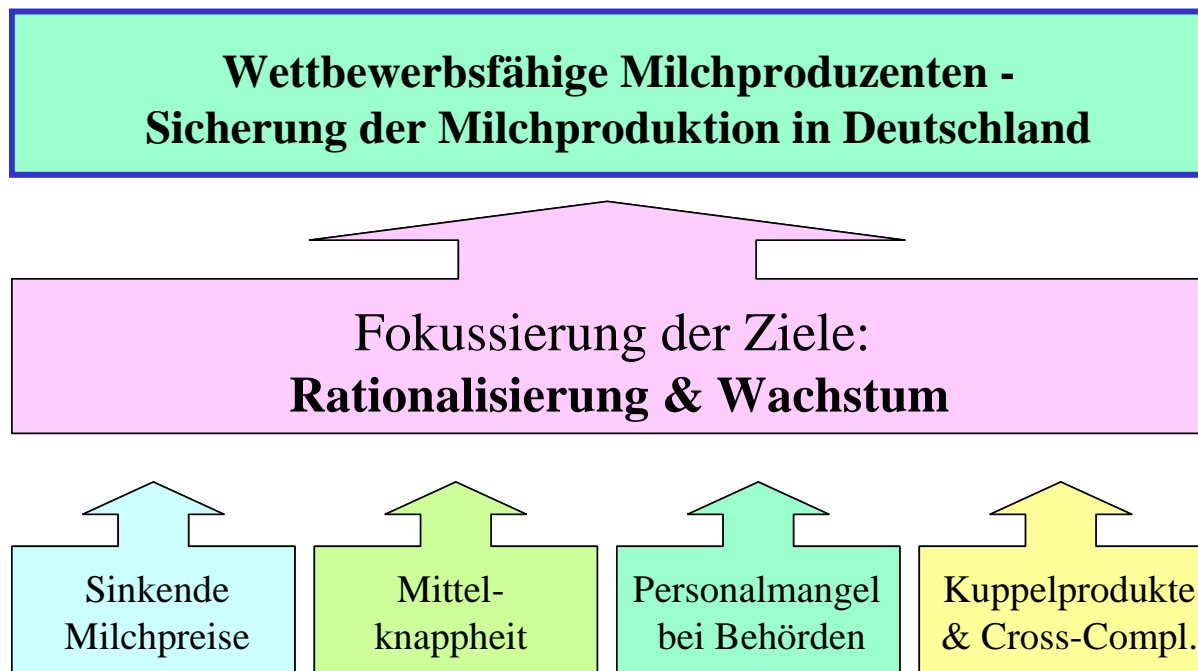 Wettbewerbsfähige Milchproduzenten -
Sicherung der Milchproduktion in Deutschland
Fokussierung der Ziele:
Rationalisierung & Wachstum
Sinkende
Milchpreise
Mittel-
knappheit
Personalmangel
bei Behörden
Kuppelprodukte
& Cross-Compl.